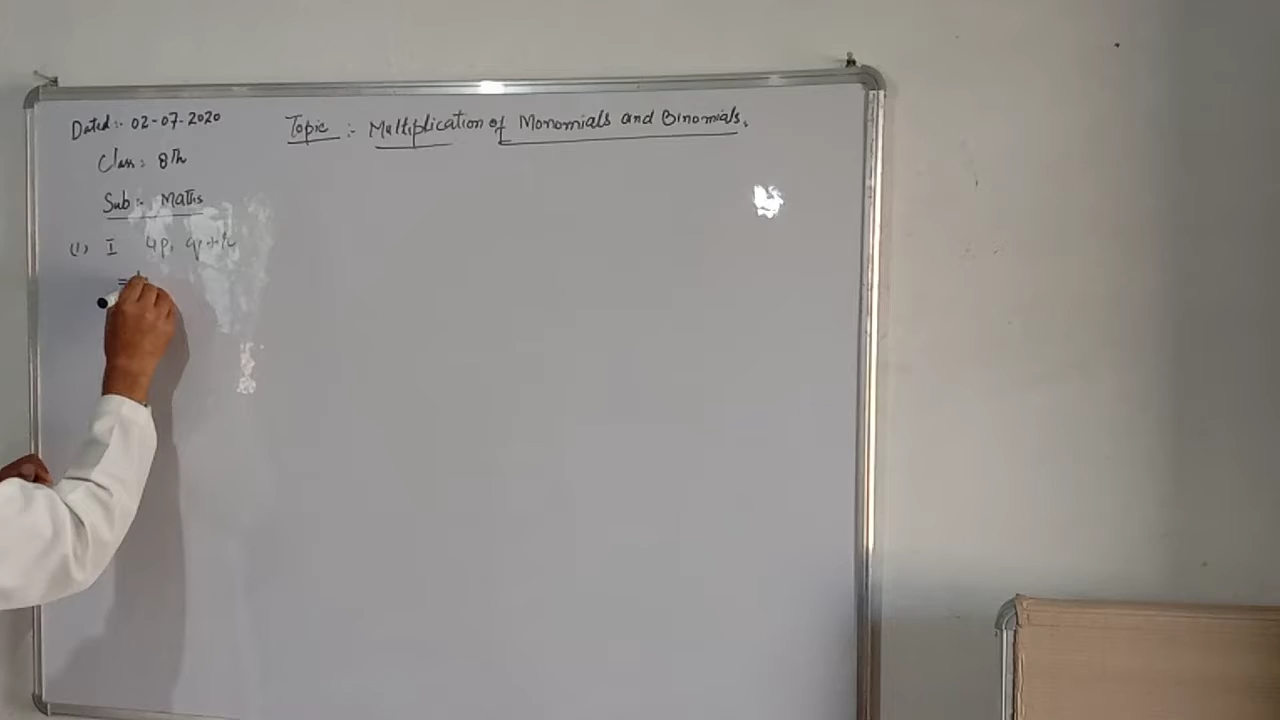 Dated:- 02-07-2020
Topic :- Multiplication of Monomials and Binomials.
Class: 8th
Sub:- Maths
(1) I 4p, q+r
=